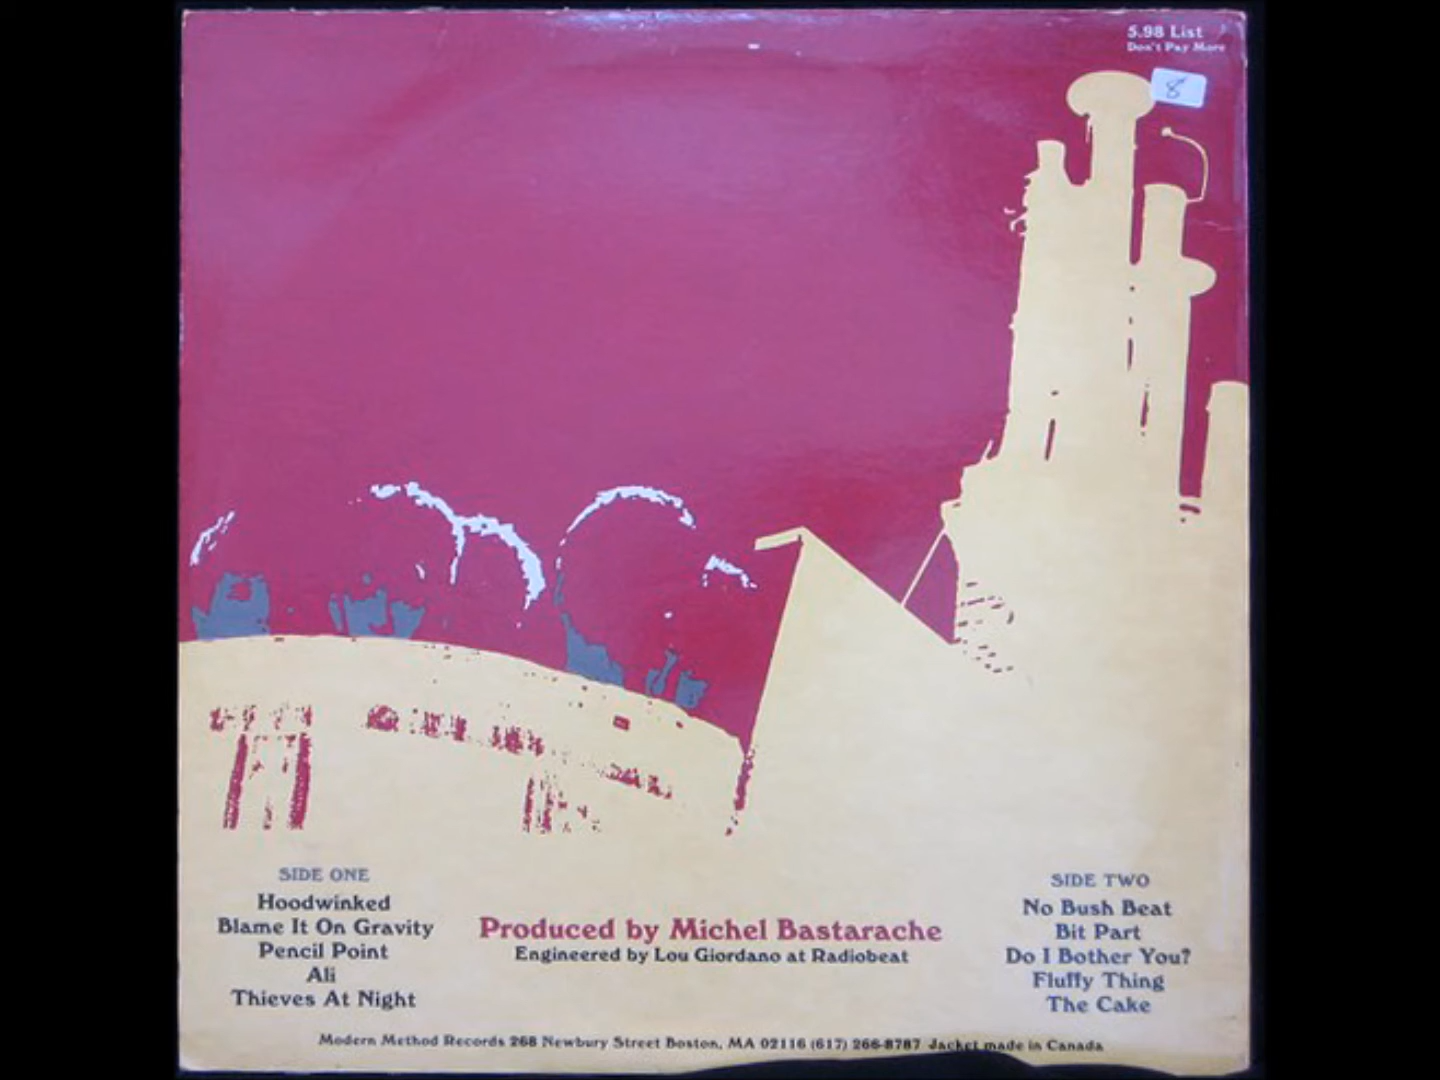 5.98 List
Don't Pay More
8
SIDE ONE
Hoodwinked
Blame It On Gravity
Pencil Point
Ali
Thieves At Night
Produced by Michel Bastarache
Engineered by Lou Giordano at Radiobeat
SIDE TWO
No Bush Beat
Bit Part
Do I Bother You?
Fluffy Thing
The Cake
Modern Method Records 268 Newbury Street Boston, MA 02116 (617) 266-8787 Jacket made in Canada